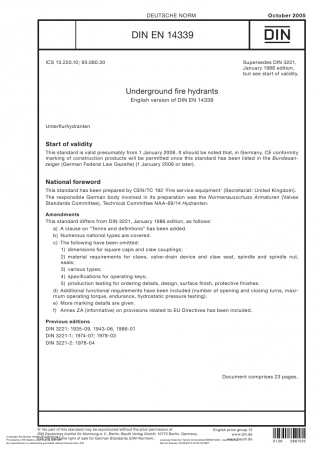 DEUTSCHE NORM
October 2005
DIN EN 14339
DIN
ICS 13.220.10; 93.080.30
Supersedes DIN 3221,
January 1986 edition,
but see start of validity.
Underground fire hydrants
English version of DIN EN 14339
Unterflurhydranten
Start of validity
This standard is valid presumably from 1 January 2006. It should be noted that, in Germany, CE conformity
marking of construction products will be permitted once this standard has been listed in the Bundesan-
zeiger (German Federal Law Gazette) (1 January 2006 or later).
National foreword
This standard has been prepared by CEN/TC 192 'Fire service equipment' (Secretariat: United Kingdom).
The responsible German body involved in its preparation was the Normenausschuss Armaturen (Valves
Standards Committee), Technical Committee NAA-69/14 Hydranten.
Amendments
This standard differs from DIN 3221, January 1986 edition, as follows:
a) A clause on "Terms and definitions" has been added.
b) Numerous national types are covered.
c) The following have been omitted:
1) dimensions for square caps and claw couplings;
2) material requirements for claws, valve-drain device and claw seat, spindle and spindle nut,
seals;
3) various types;
4) specifications for operating keys;
5) production testing for ordering details, design, surface finish, protective finishes.
d) Additional functional requirements have been included (number of opening and closing turns, maxi-
mum operating torque, endurance, hydrostatic pressure testing).
e) More marking details are given.
f) Annex ZA (informative) on provisions related to EU Directives has been included.
Previous editions
DIN 3221: 1935-09, 1943-06, 1986-01
DIN 3221-1: 1974-07; 1978-03
DIN 3221-2: 1978-04
Document comprises 23 pages.
© No part of this standard may be reproduced without the prior permission of
DIN Deutsches Institut für Normung e. V., Berlin. Beuth Verlag GmbH, 10772 Berlin, Germany,
has the exclusive right of sale for German Standards (DIN-Normen).
English price group 12
www.din.de
www.beuth.de